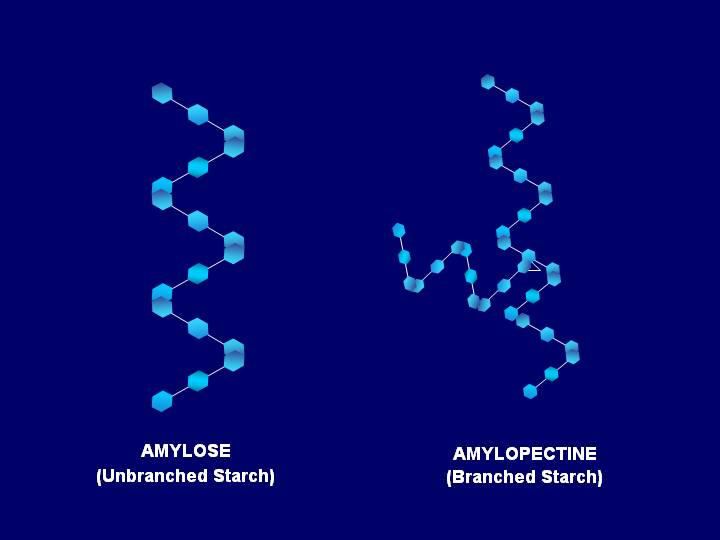 AMYLOSE
(Unbranched Starch)
AMYLOPECTINE
(Branched Starch)